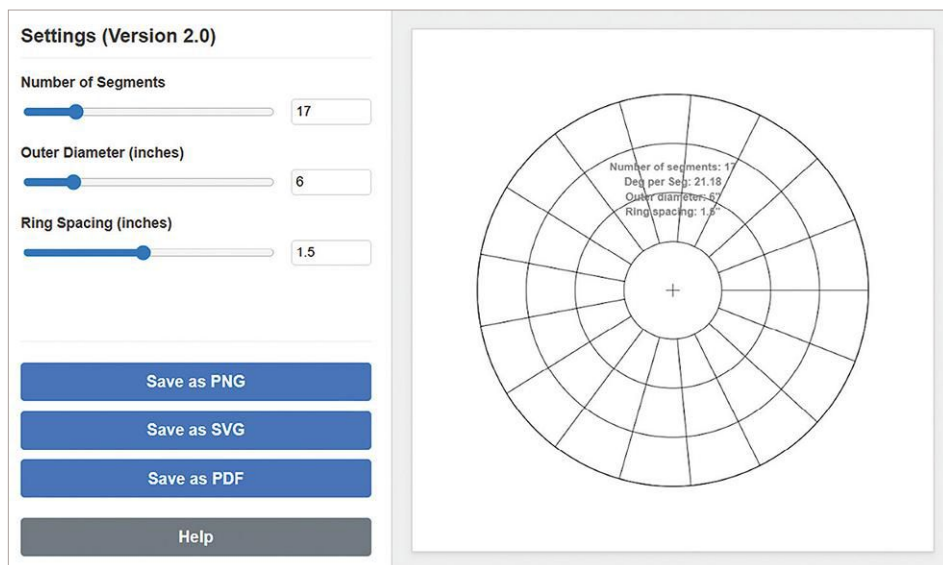 Settings (Version 2.0)
Number of Segments
17
Outer Diameter (inches)
6
Ring Spacing (inches)
1.5
Save as PNG
Save as SVG
Save as PDF
Help
Number of segments: 17
Deg per Seg: 21.18
Outer diameter: 6"
Ring spacing: 1.5"